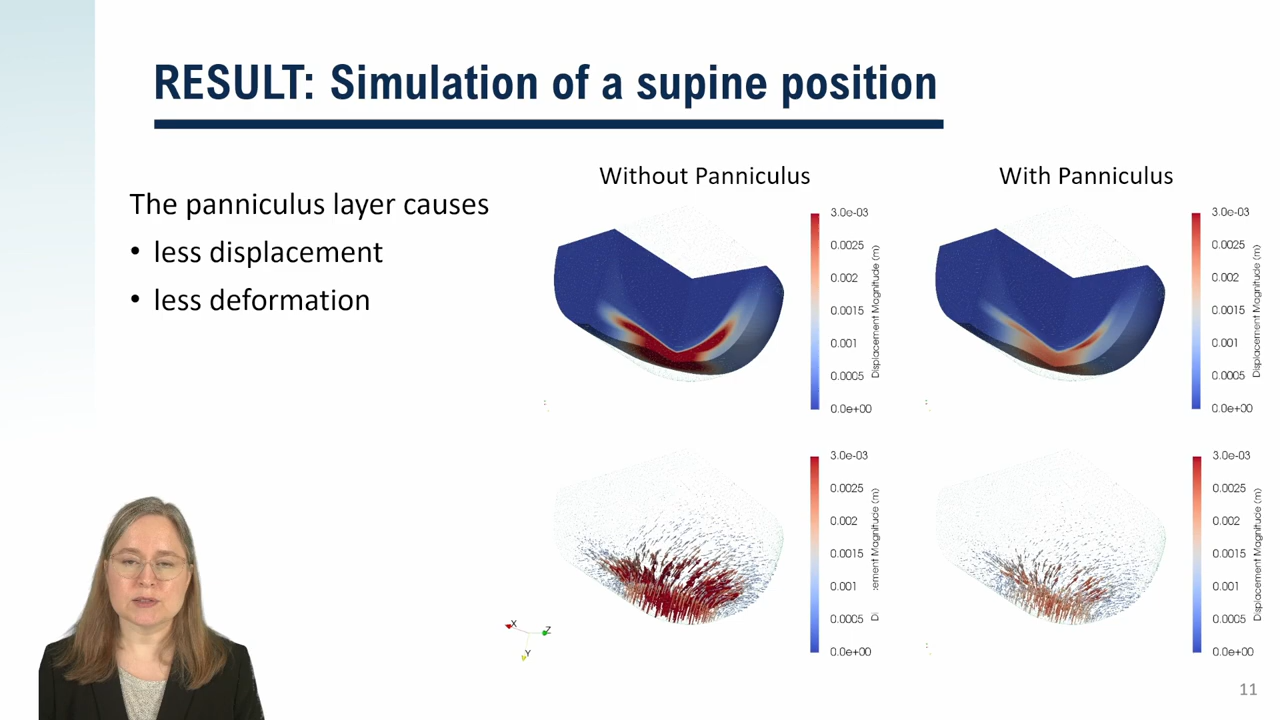 RESULT: Simulation of a supine position
The panniculus layer causes
• less displacement
• less deformation
Without Panniculus
3.0e-03
0.0025
0.002
0.0015
0.001
0.0005
0.0e+00
Displacement Magnitude (m)
With Panniculus
3.0e-03
0.0025
0.002
0.0015
0.001
0.0005
0.0e+00
Displacement Magnitude (m)
3.0e-03
0.0025
0.002
0.0015
0.001
0.0005
0.0e+00
Di :ement Magnitude (m)
X
Z
Y
3.0e-03
0.0025
0.002
0.0015
0.001
0.0005
0.0e+00
Displacement Magnitude (m)
11